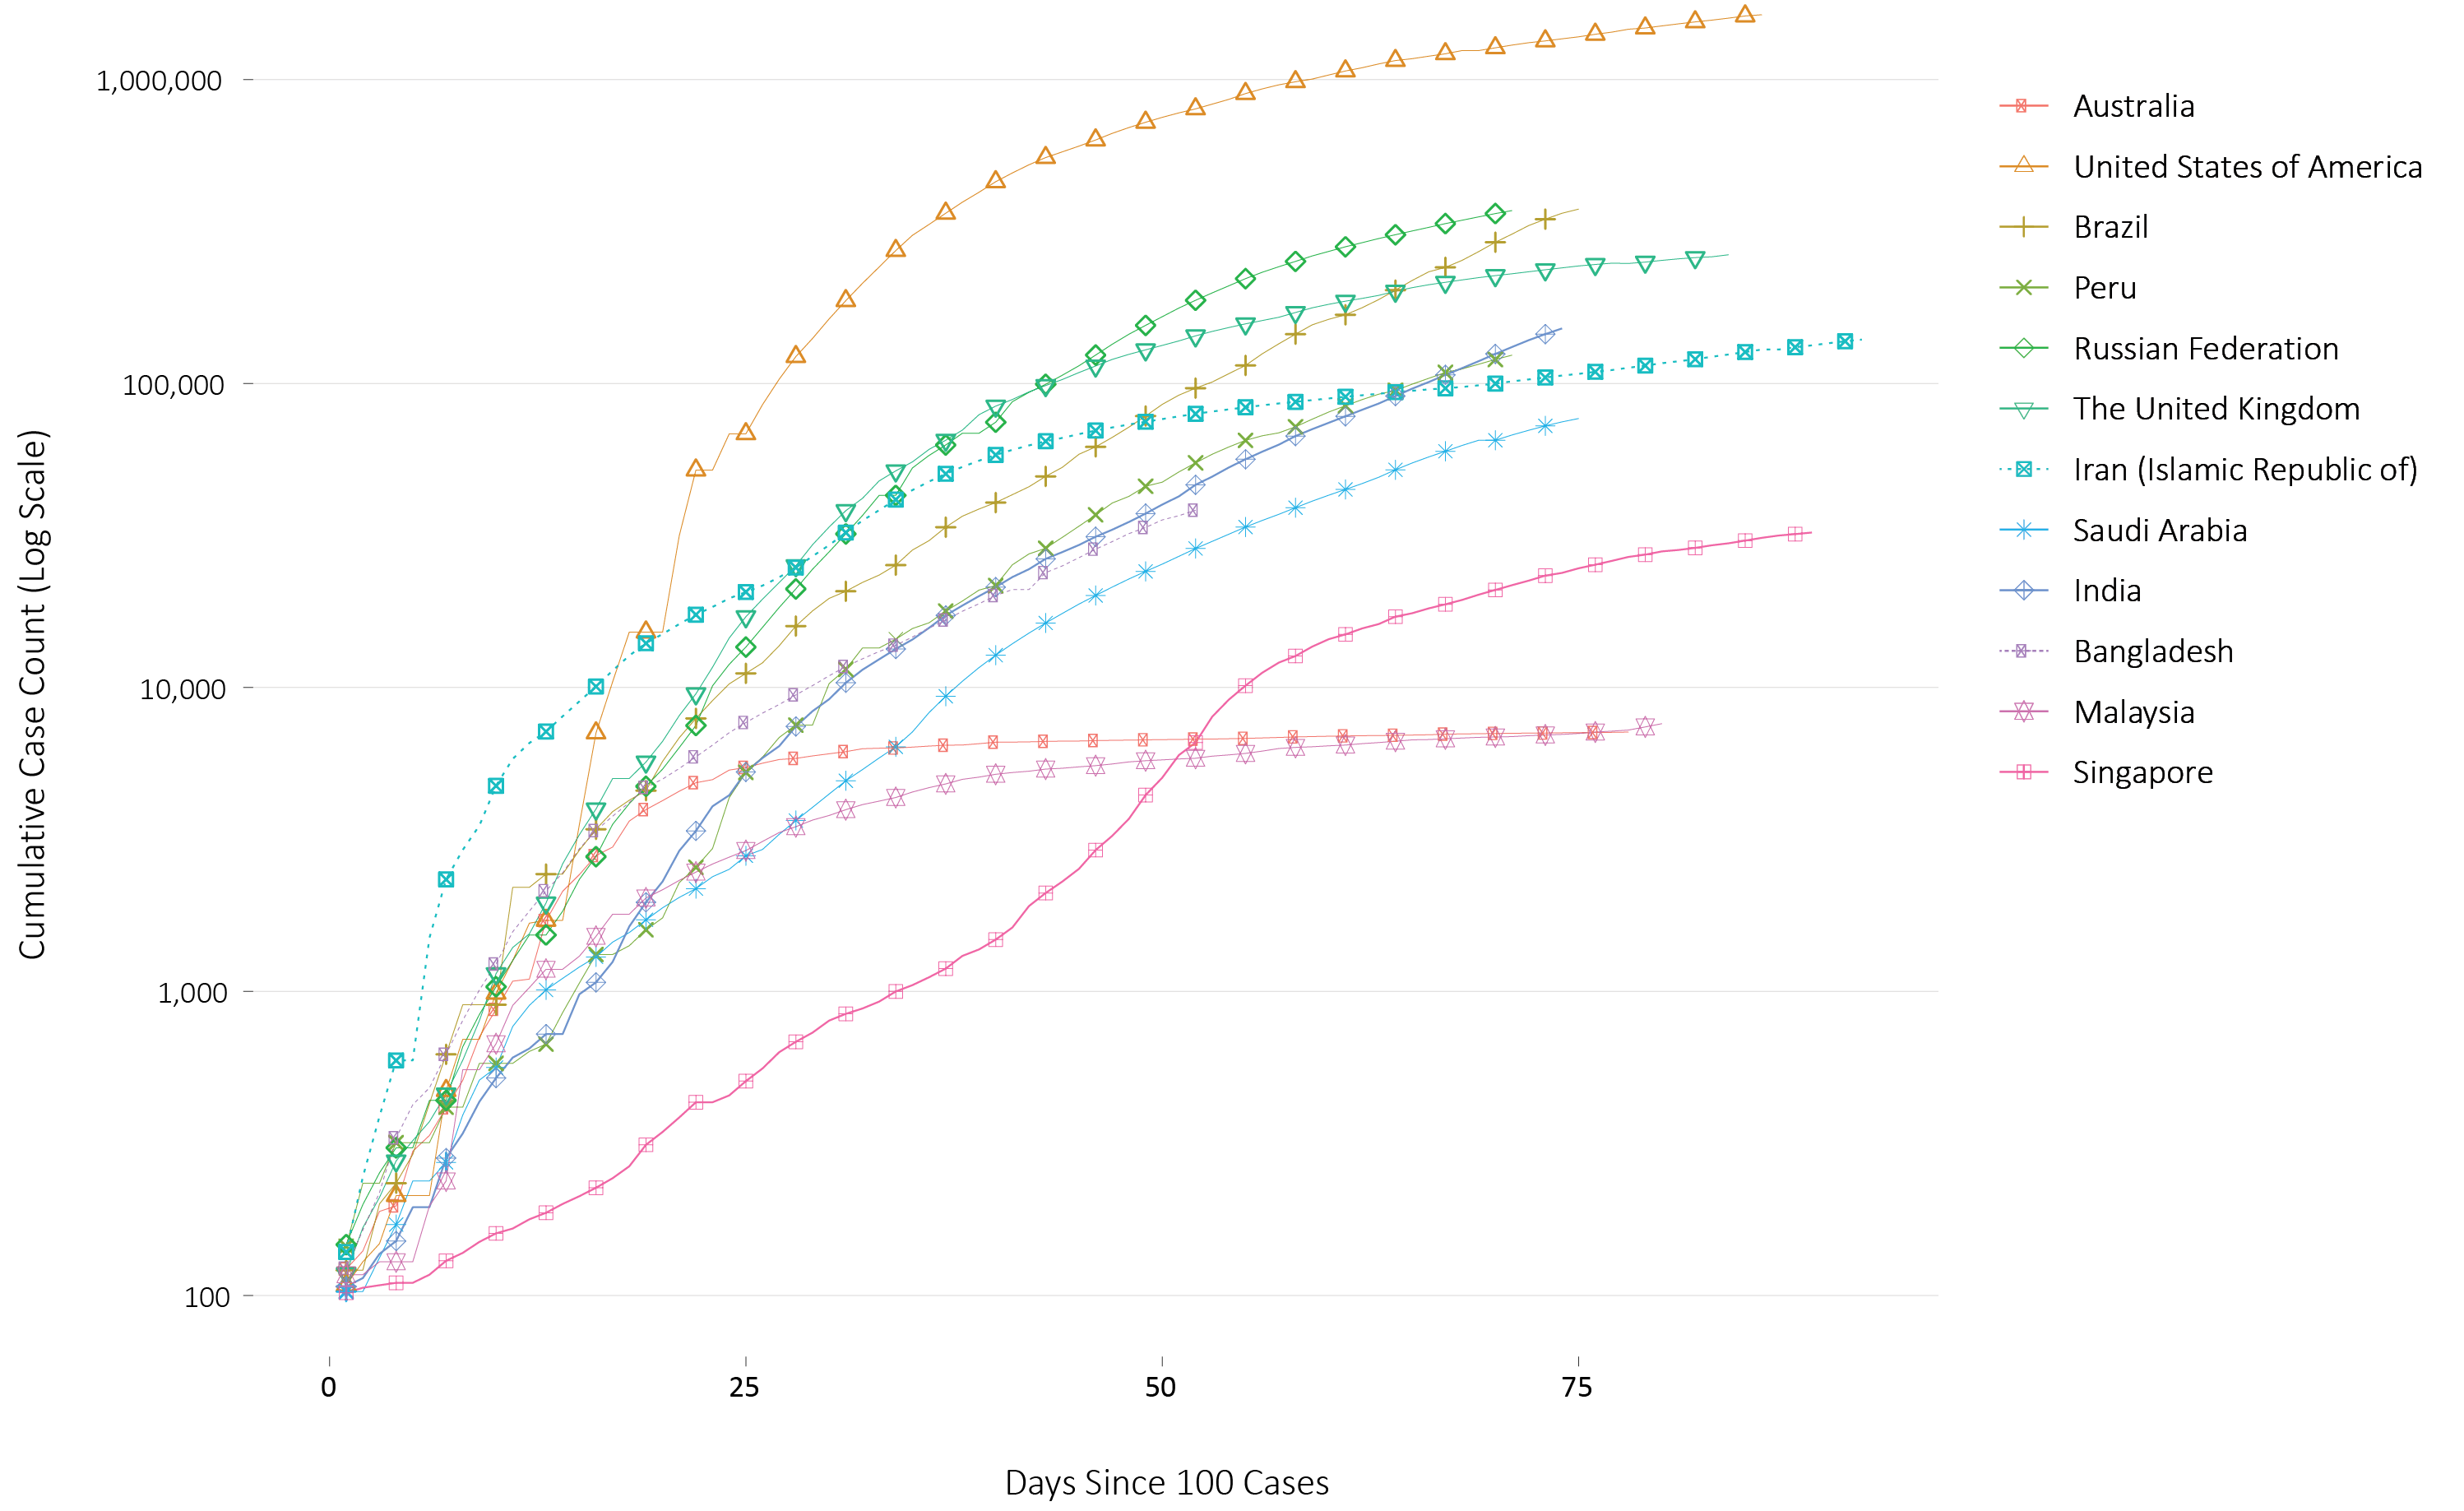 Cumulative Case Count (Log Scale)
1,000,000
100,000
10,000
1,000
100
0
25
50
75
Days Since 100 Cases
Australia
United States of America
Brazil
Peru
Russian Federation
The United Kingdom
Iran (Islamic Republic of)
Saudi Arabia
India
Bangladesh
Malaysia
Singapore